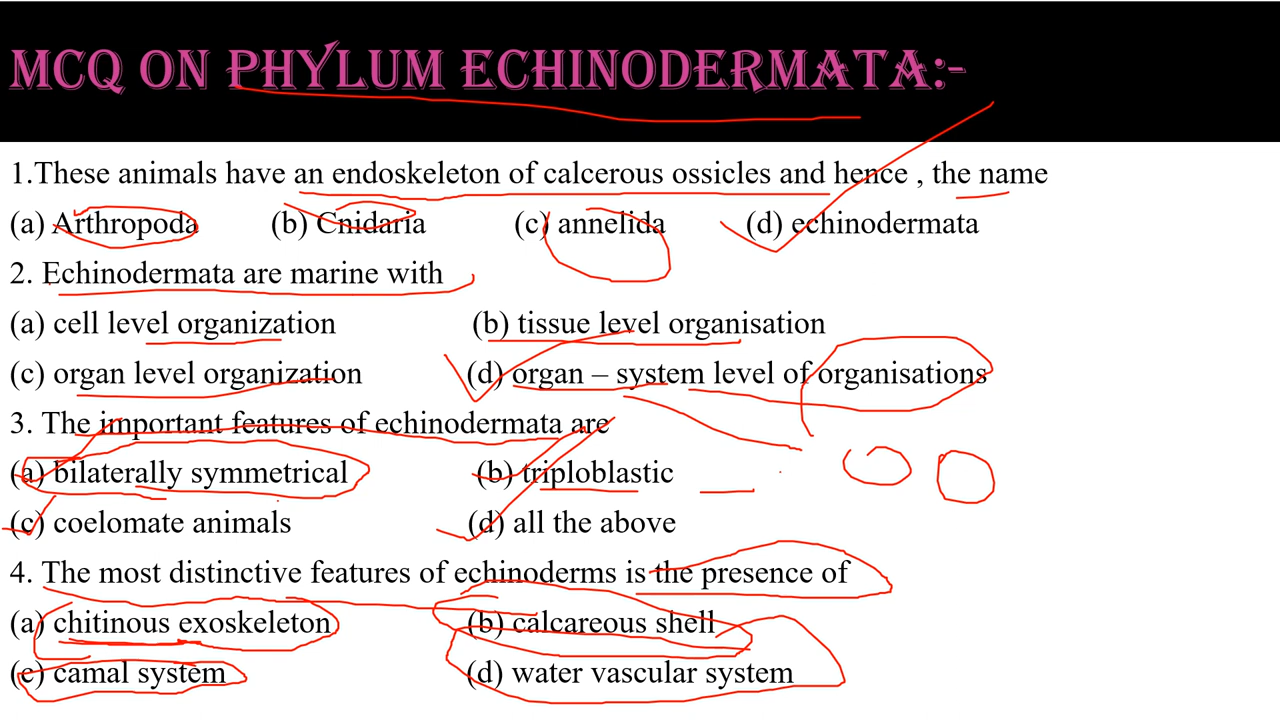 MCQ ON PHYLUM ECHINODERMATA:-
1.These animals have an endoskeleton of calcerous ossicles and hence , the name
(a) Arthropoda (b) Cnidaria (c) annelida (d) echinodermata
2. Echinodermata are marine with
(a) cell level organization (b) tissue level organisation
(c) organ level organization (d) organ – system level of organisations
3. The important features of echinodermata are
(a) bilaterally symmetrical (b) triploblastic
(c) coelomate animals (d) all the above
4. The most distinctive features of echinoderms is the presence of
(a) chitinous exoskeleton (b) calcareous shell
(c) camal system (d) water vascular system